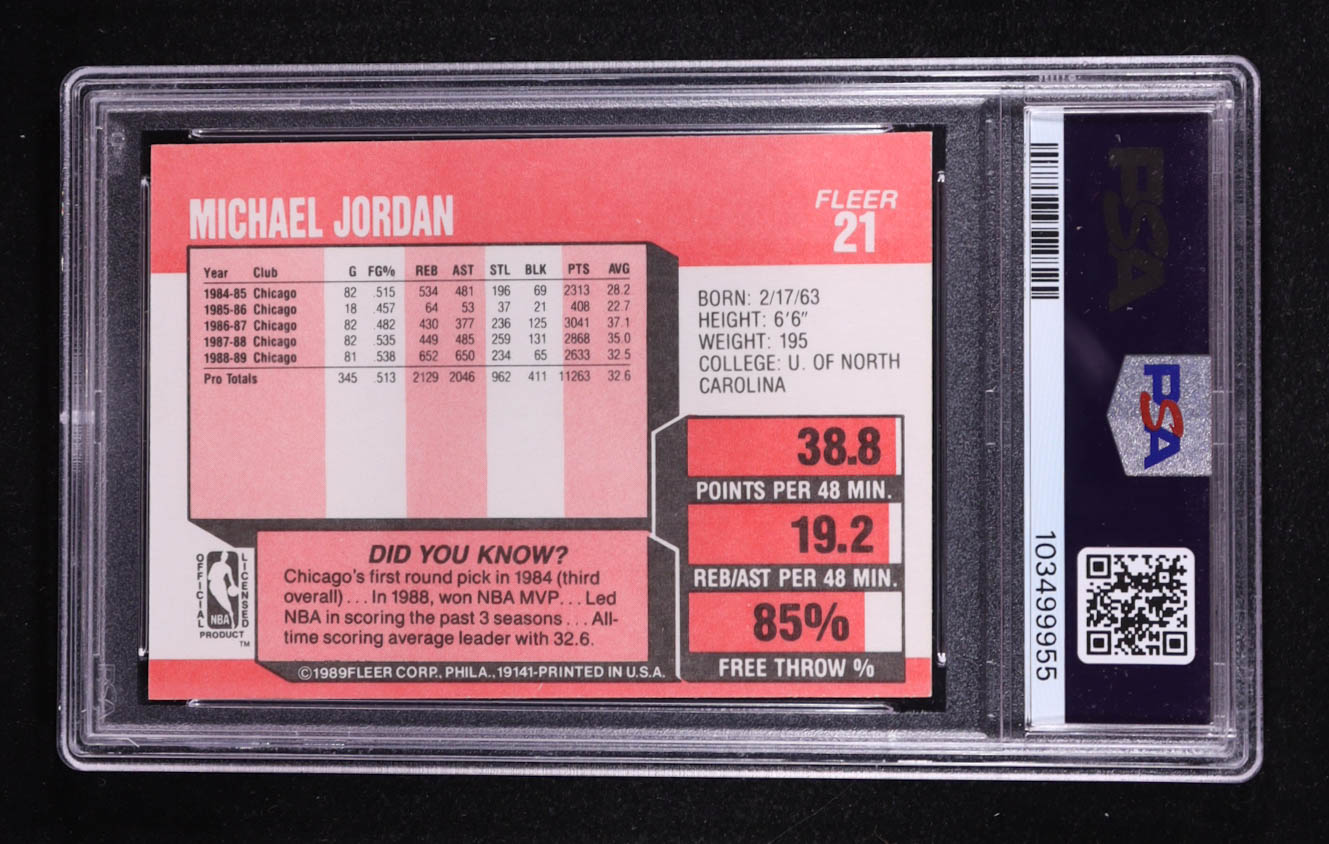 MICHAEL JORDAN
FLEER
21
Year Club G FG% REB AST STL BLK PTS AVG
1984-85 Chicago 82 .515 534 481 196 69 2313 28.2
1985-86 Chicago 18 .457 64 53 37 21 408 22.7
1986-87 Chicago 82 .482 430 377 236 125 3041 37.1
1987-88 Chicago 82 .535 449 485 259 131 2868 35.0
1988-89 Chicago 81 .538 652 650 234 65 2633 32.5
Pro Totals 345 .513 2129 2046 962 411 11263 32.6
BORN: 2/17/63
HEIGHT: 6'6"
WEIGHT: 195
COLLEGE: U. OF NORTH
CAROLINA
38.8
POINTS PER 48 MIN.
19.2
REB/AST PER 48 MIN.
85%
FREE THROW %
DID YOU KNOW?
Chicago's first round pick in 1984 (third
overall) . . . In 1988, won NBA MVP . . . Led
NBA in scoring the past 3 seasons . . . All-
time scoring average leader with 32.6.
OFFICIAL
LICENSED
NBA
PRODUCT
TM
©1989 FLEER CORP., PHILA., 19141-PRINTED IN U.S.A.
PSA
PSA
103499955